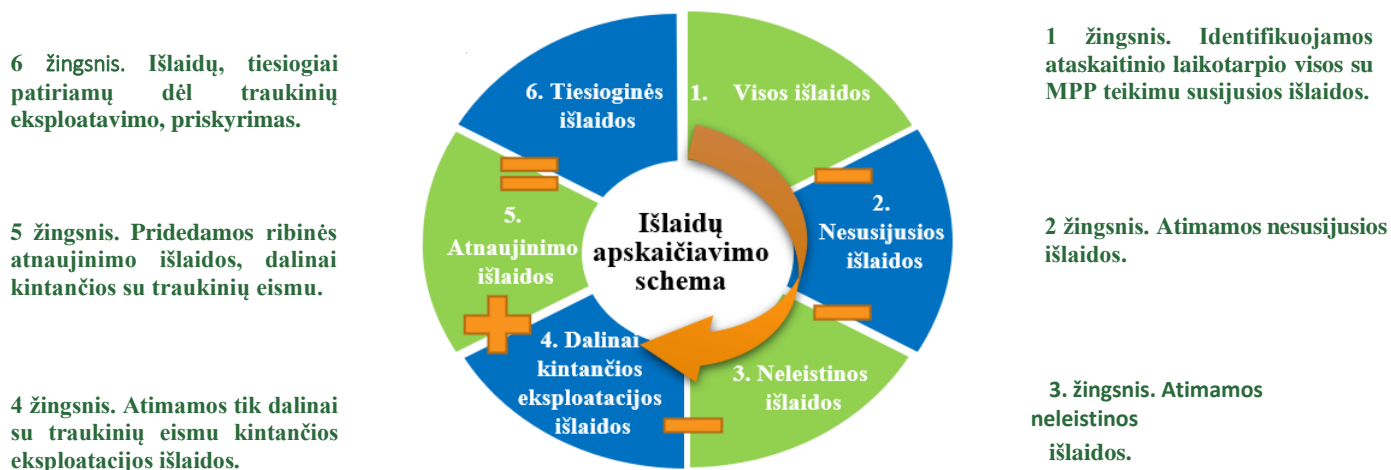 1 žingsnis. Identifikuojamos
ataskaitinio laikotarpio visos su
MPP teikimu susijusios išlaidos.
2 žingsnis. Atimamos nesusijusios
išlaidos.
3. žingsnis. Atimamos
neleistinos
išlaidos.
4 žingsnis. Atimamos tik dalinai
su traukinių eismu kintančios
eksploatacijos išlaidos.
5 žingsnis. Pridedamos ribinės
atnaujinimo išlaidos, dalinai
kintančios su traukinių eismu.
6 žingsnis. Išlaidų, tiesiogiai
patiriamų dėl traukinių
eksploatavimo, priskyrimas.
1. Visos išlaidos
2.
Nesusijusios
išlaidos
3. Neleistinos
išlaidos
4. Dalinai
kintančios
eksploatacijos
išlaidos
5.
Atnaujinimo
išlaidos
6. Tiesioginės
išlaidos
Išlaidų
apskaičiavimo
schema